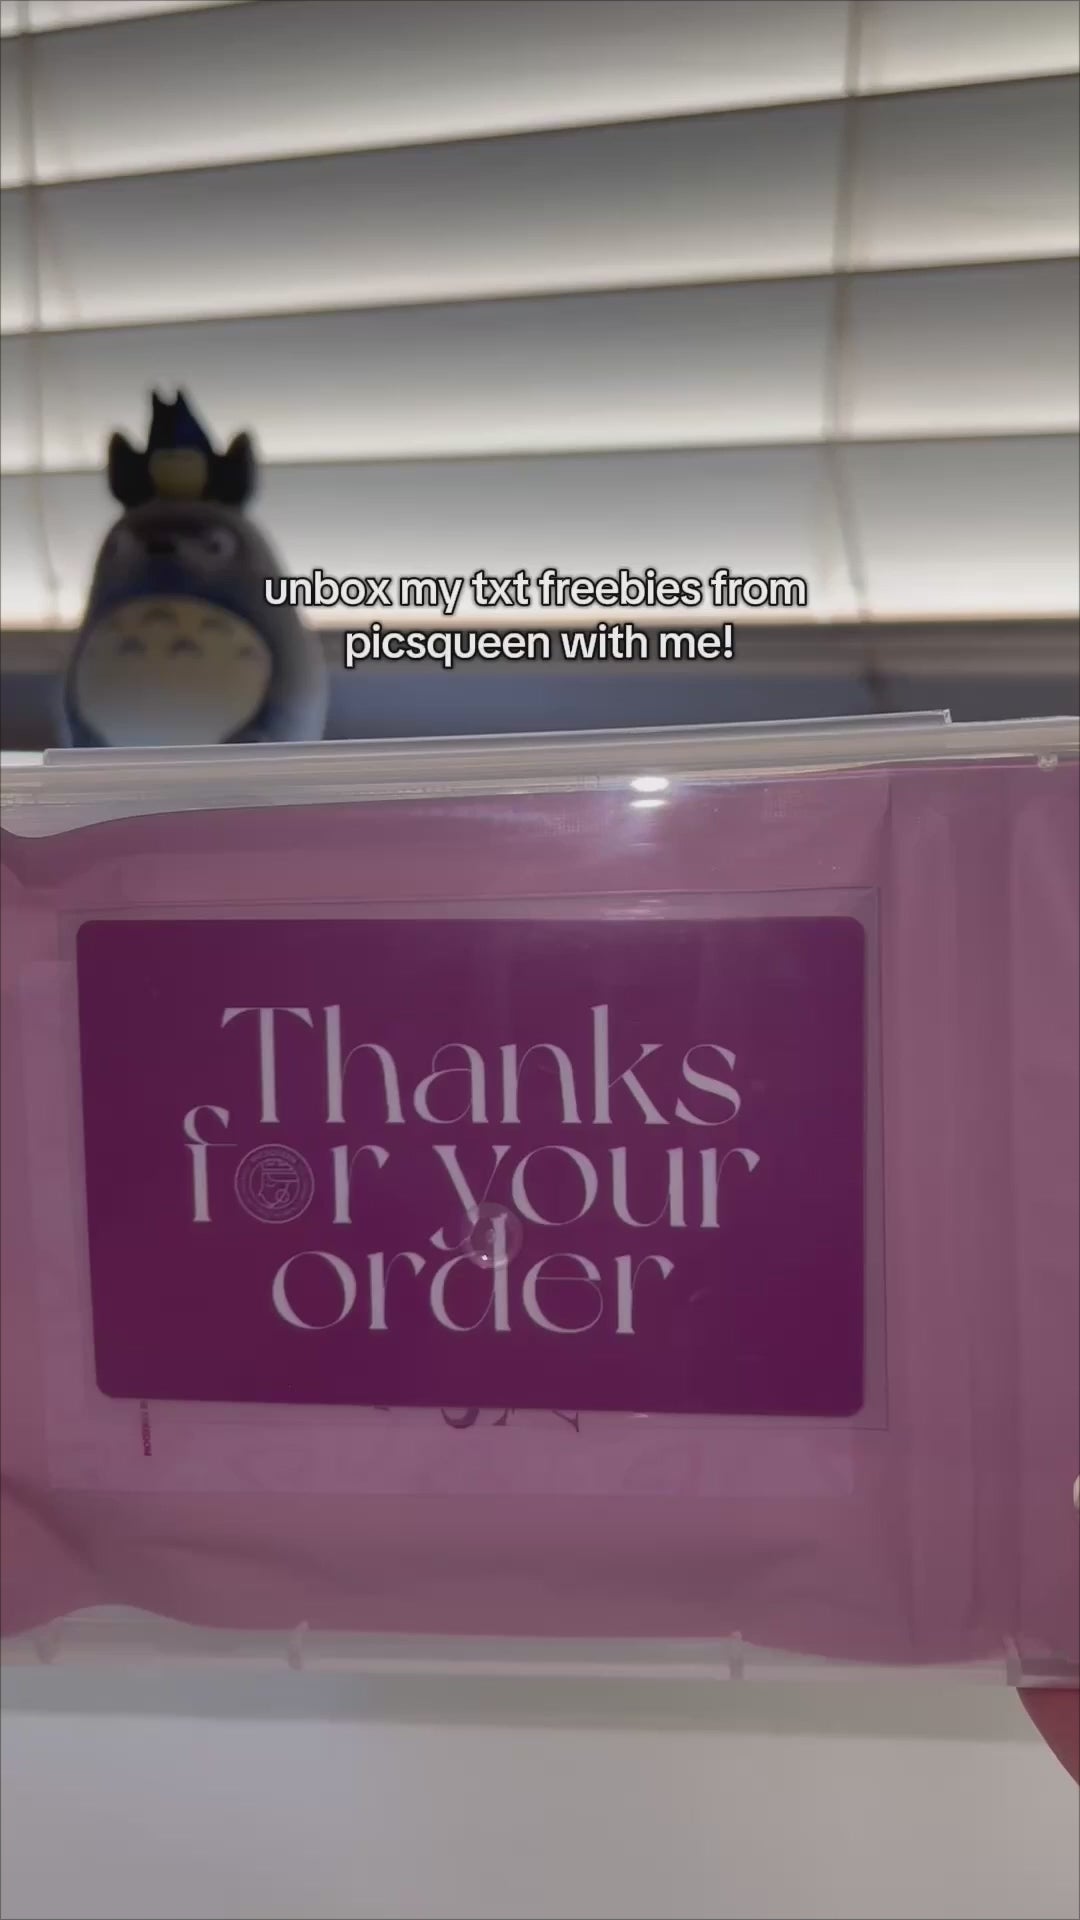 unbox my txt freebies from
picsqueen with me!
Thanks
for your
order